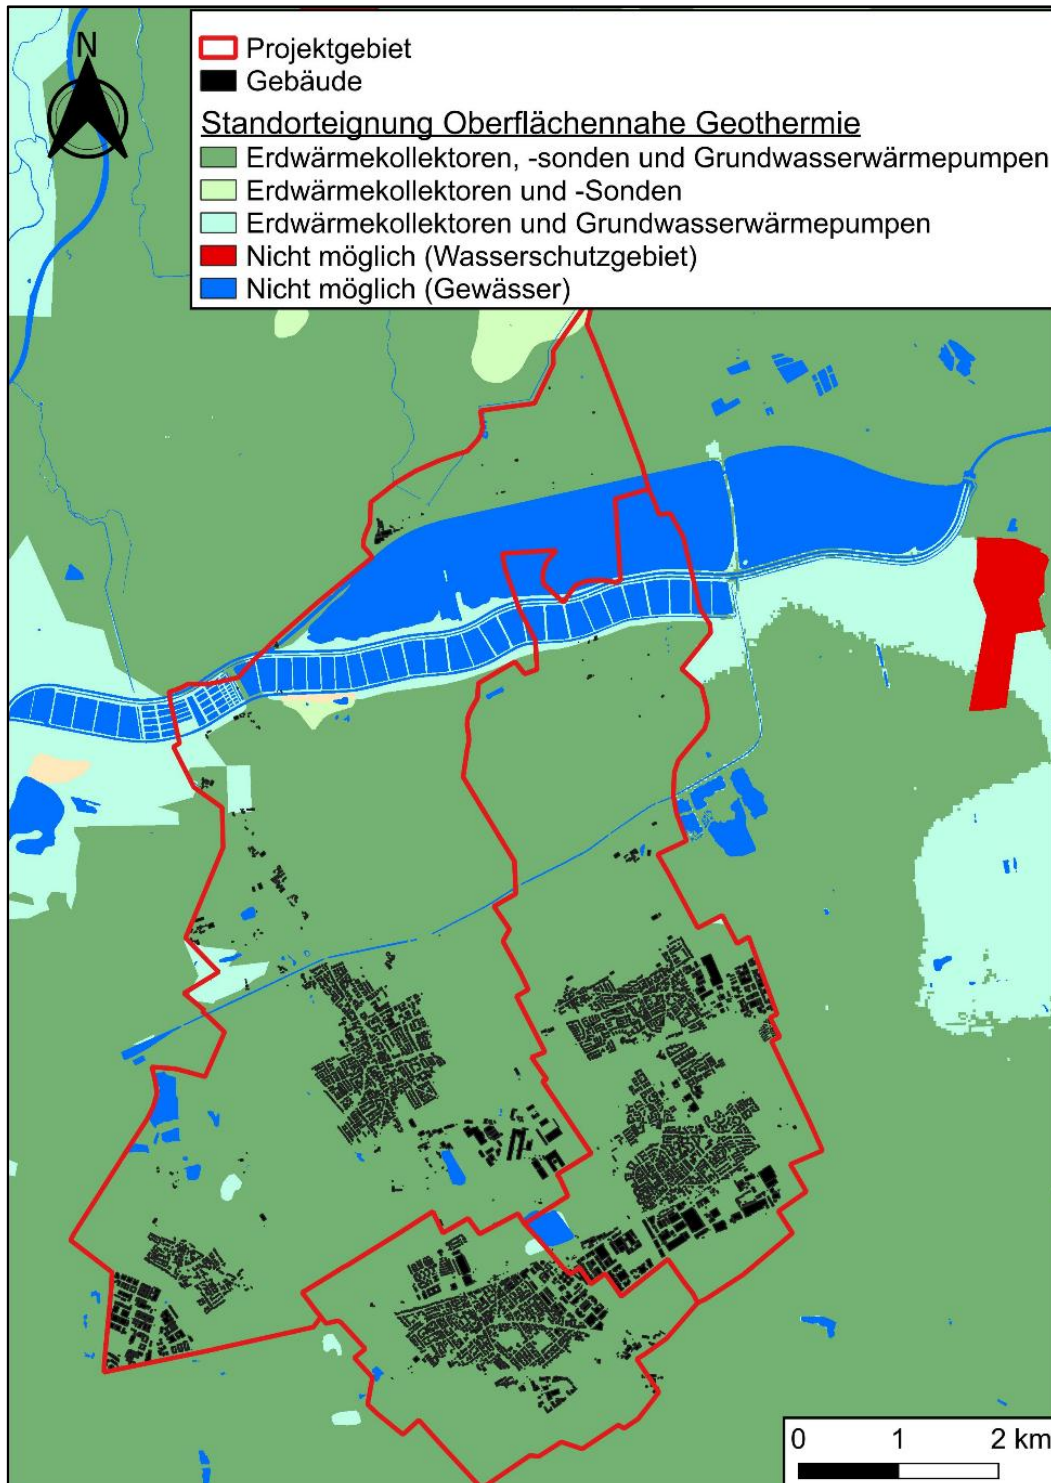 N
Projektgebiet
Gebäude
Standorteignung Oberflächennahe Geothermie
Erdwärmekollektoren, -sonden und Grundwasserwärmepumpen
Erdwärmekollektoren und -Sonden
Erdwärmekollektoren und Grundwasserwärmepumpen
Nicht möglich (Wasserschutzgebiet)
Nicht möglich (Gewässer)
0 1 2 km